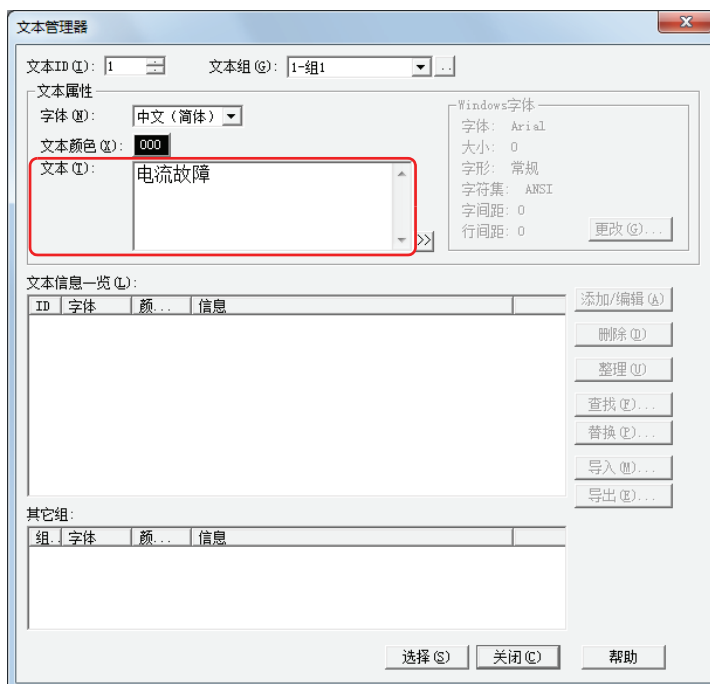 文本管理器
文本ID(I): 1 文本组(G): 1-组1 ..
文本属性
字体(N): 中文（简体）
文本颜色(X): 000
文本(T): 电流故障
>>
Windows字体
字体: Arial
大小: 0
字形: 常规
字符集: ANSI
字间距: 0
行间距: 0
更改(G)...
文本信息一览(L):
ID 字体 颜... 信息
添加/编辑(A)
删除(D)
整理(U)
查找(F)...
替换(P)...
导入(M)...
导出(E)...
其它组:
组. 字体 颜... 信息
选择(S) 关闭(C) 帮助